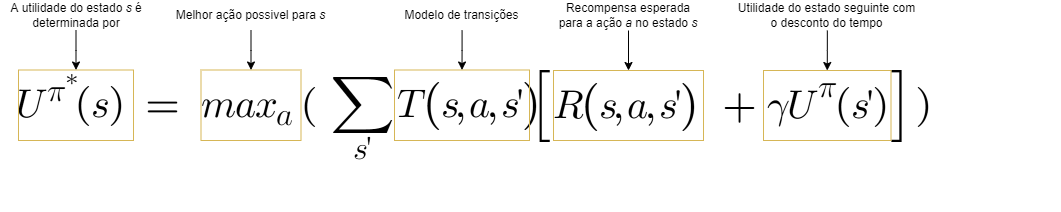 A utilidade do estado s é
determinada por
Melhor ação possivel para s
Modelo de transições
Recompensa esperada
para a ação a no estado s
Utilidade do estado seguinte com
o desconto do tempo
U^{π^*}(s) = max_a ( ∑_{s'} T(s,a,s')[R(s,a,s') + γU^π(s')] )